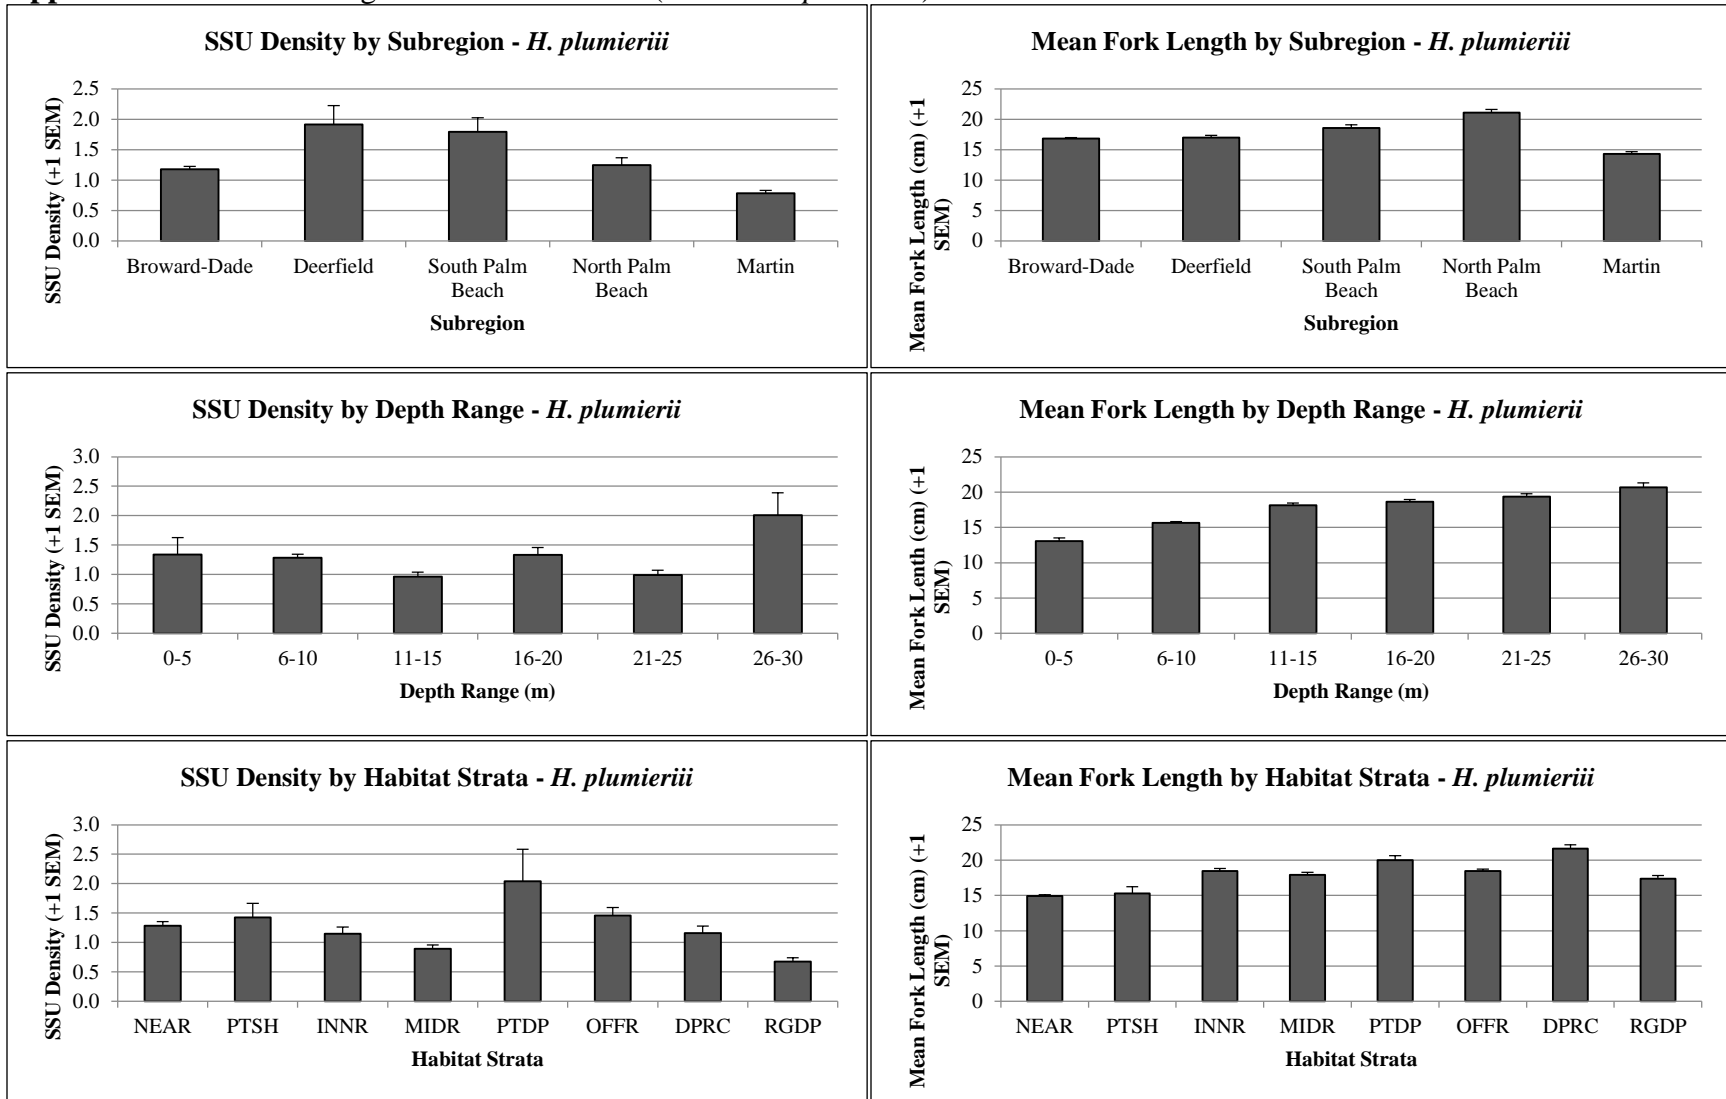 SSU Density by Subregion - H. plumieriii
SSU Density (+1 SEM)
2.5
2.0
1.5
1.0
0.5
0.0
Broward-Dade Deerfield South Palm Beach North Palm Beach Martin
Subregion
Mean Fork Length by Subregion - H. plumieriii
Mean Fork Length (cm) (+1 SEM)
25
20
15
10
5
0
Broward-Dade Deerfield South Palm Beach North Palm Beach Martin
Subregion
SSU Density by Depth Range - H. plumierii
SSU Density (+1 SEM)
3.0
2.5
2.0
1.5
1.0
0.5
0.0
0-5 6-10 11-15 16-20 21-25 26-30
Depth Range (m)
Mean Fork Length by Depth Range - H. plumierii
Mean Fork Lenth (cm) (+1 SEM)
25
20
15
10
5
0
0-5 6-10 11-15 16-20 21-25 26-30
Depth Range (m)
SSU Density by Habitat Strata - H. plumieriii
SSU Density (+1 SEM)
3.0
2.5
2.0
1.5
1.0
0.5
0.0
NEAR PTSH INNR MIDR PTDP OFFR DPRC RGDP
Habitat Strata
Mean Fork Length by Habitat Strata - H. plumieriii
Mean Fork Length (cm) (+1 SEM)
25
20
15
10
5
0
NEAR PTSH INNR MIDR PTDP OFFR DPRC RGDP
Habitat Strata